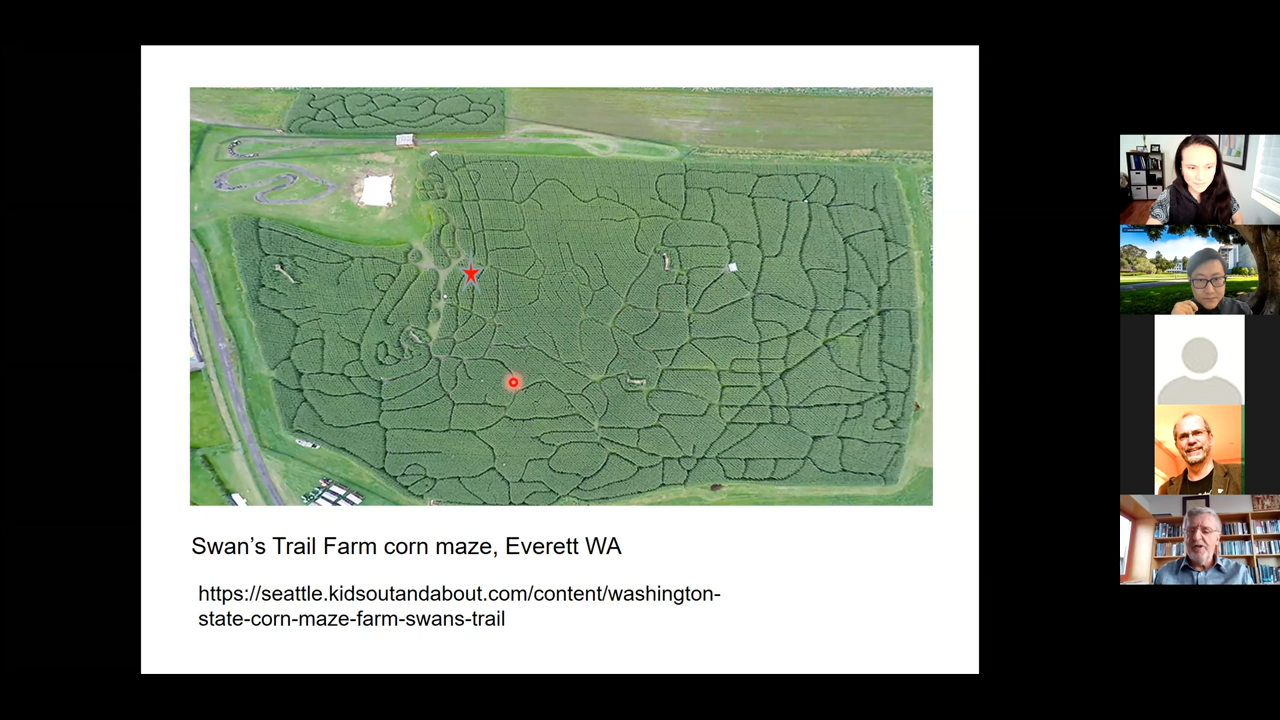 Swan’s Trail Farm corn maze, Everett WA
https://seattle.kidsoutandabout.com/content/washington-
state-corn-maze-farm-swans-trail